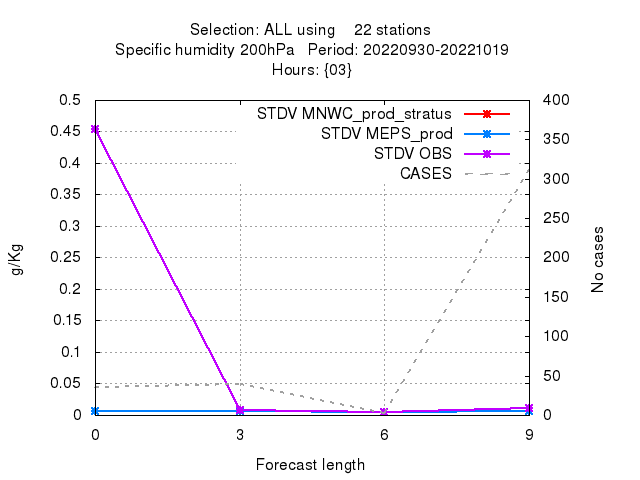 Selection: ALL using    22 stations
Specific humidity 200hPa   Period: 20220930-20221019
Hours: {03}
STDV MNWC_prod_stratus
STDV MEPS_prod
STDV OBS
CASES
0.5
0.45
0.4
0.35
0.3
0.25
0.2
0.15
0.1
0.05
0
400
350
300
250
200
150
100
50
0
g/Kg
No cases
0 3 6 9
Forecast length